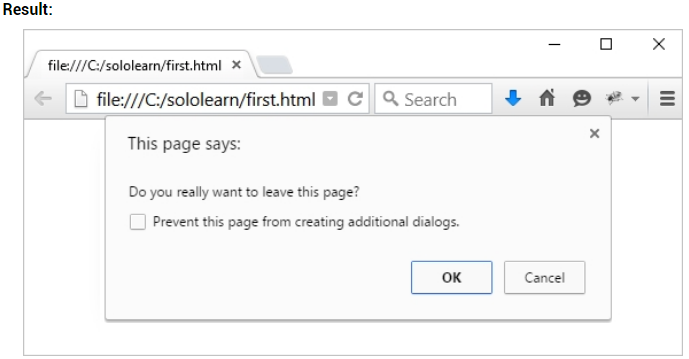 Result:
file:///C:/sololearn/first.html
file:///C:/sololearn/first.html Search
This page says:
Do you really want to leave this page?
Prevent this page from creating additional dialogs.
OK Cancel